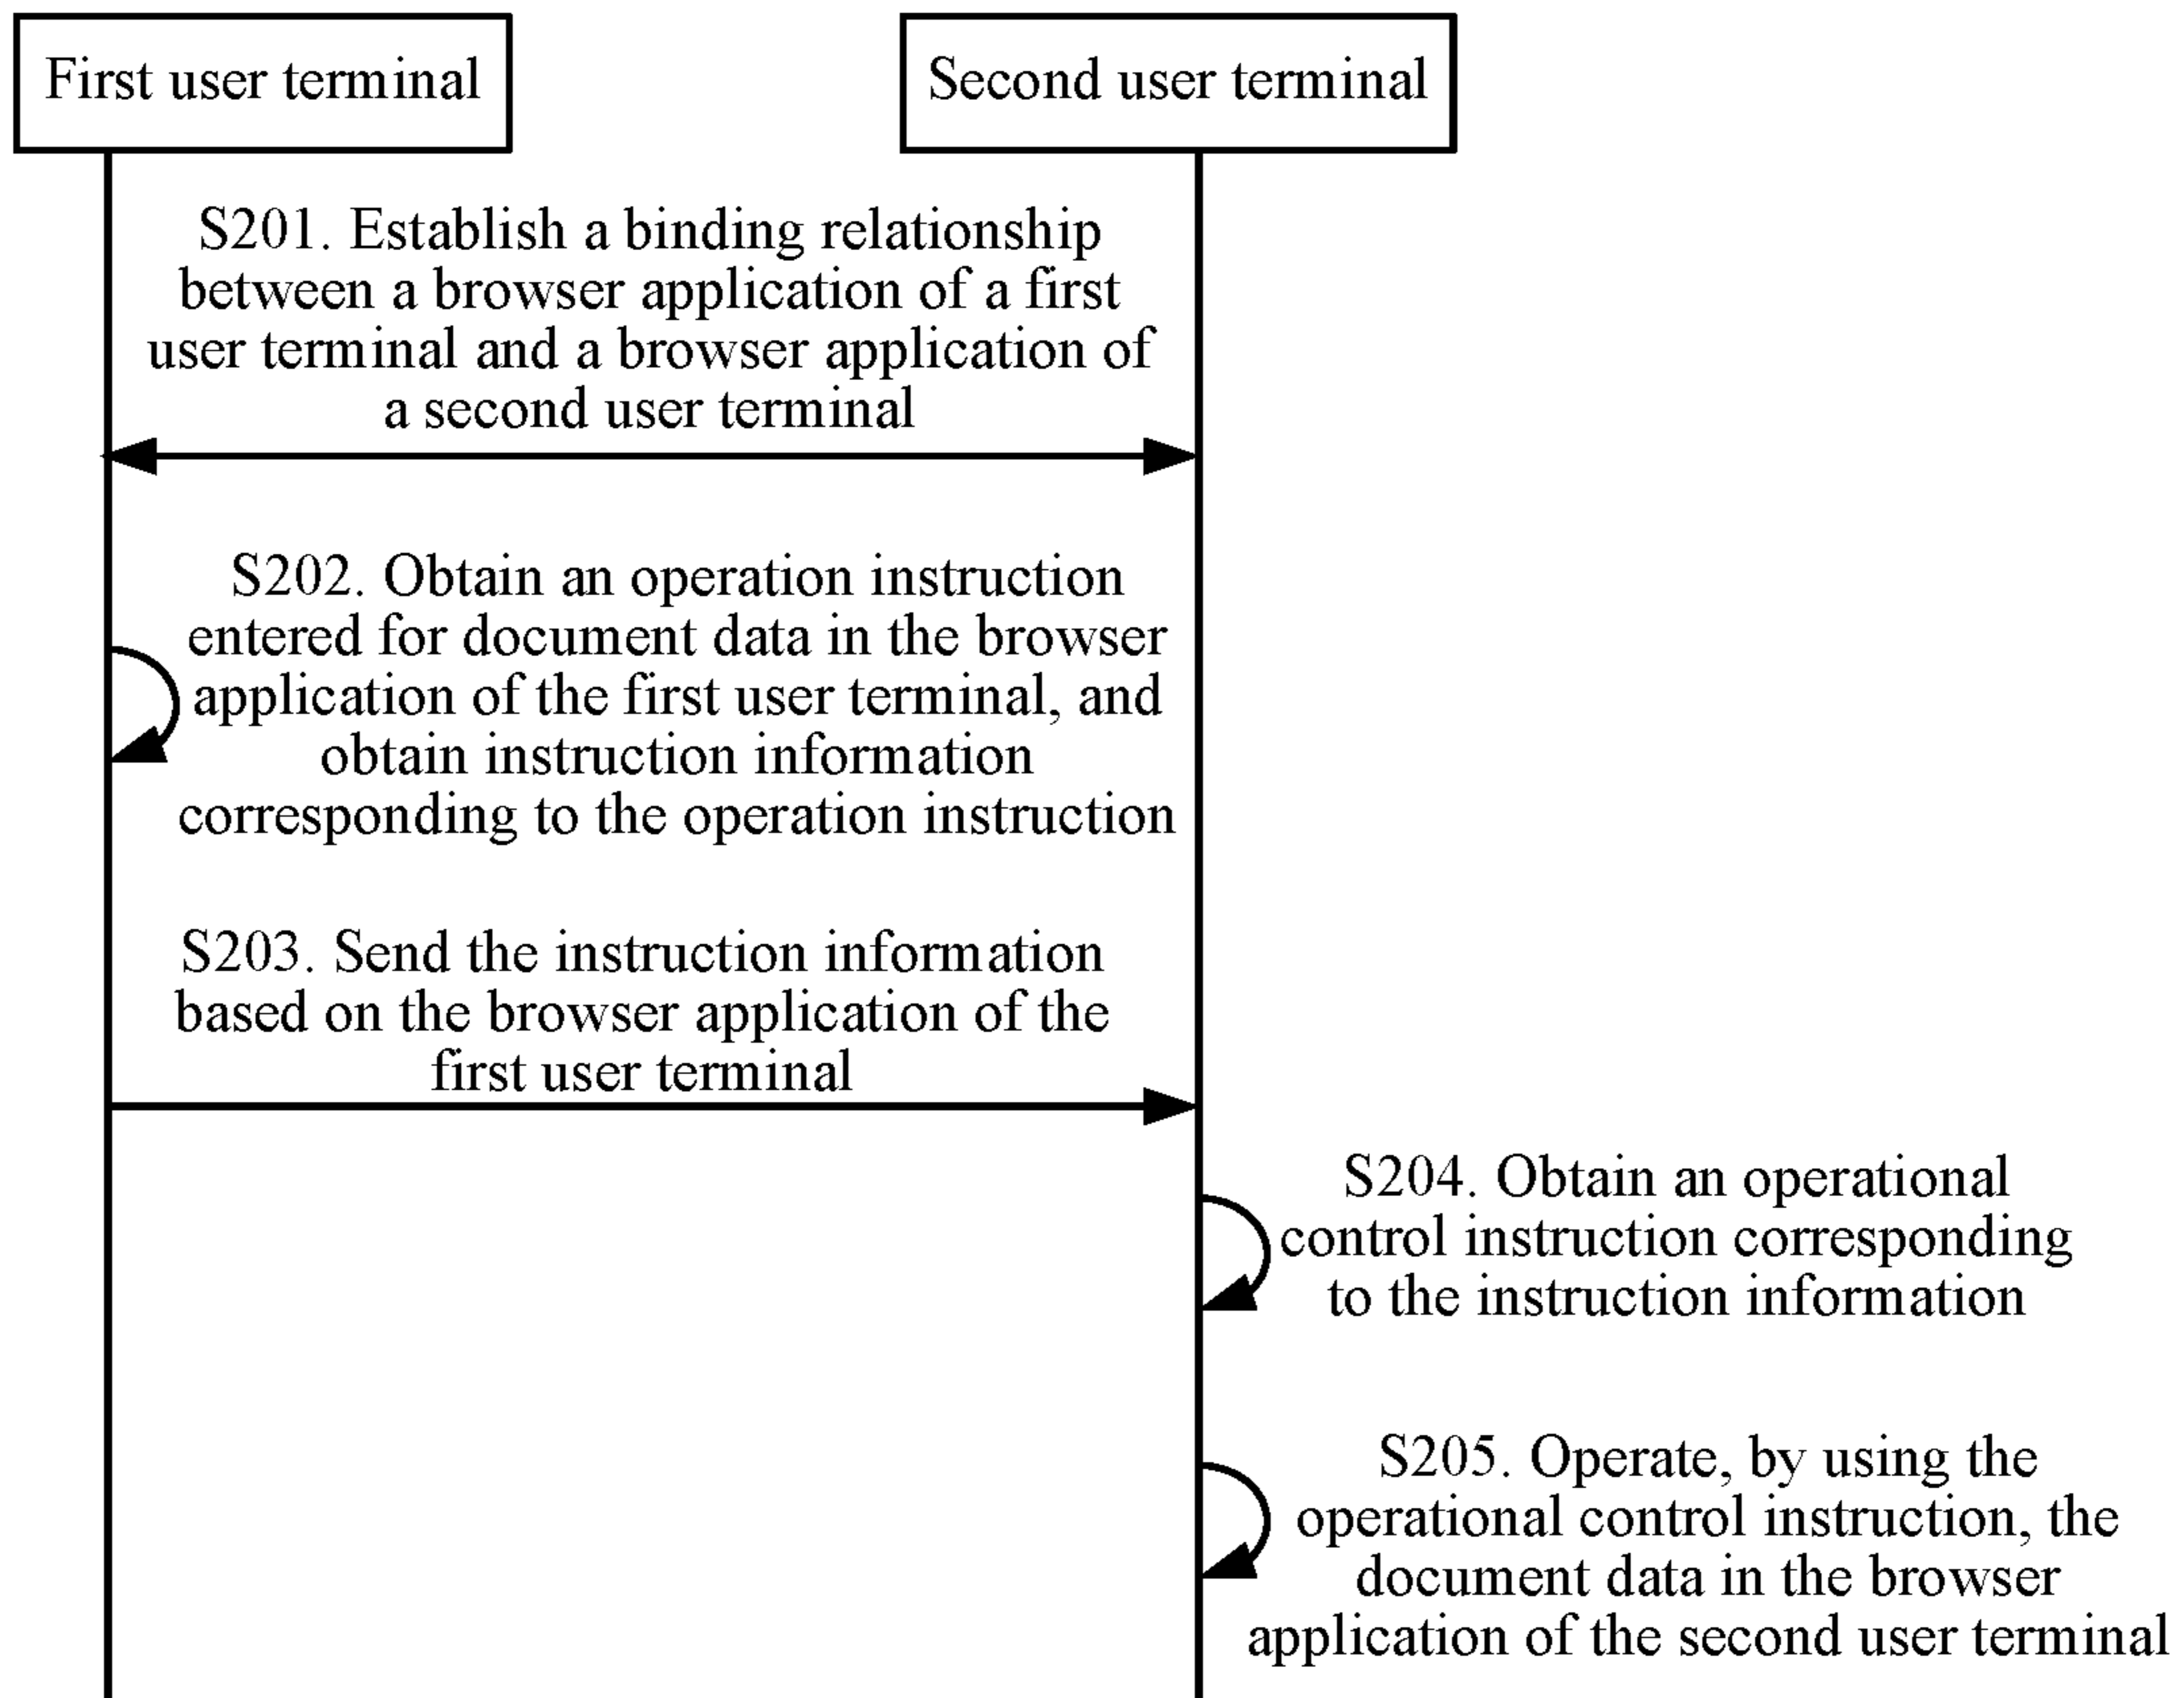 First user terminal
Second user terminal
S201. Establish a binding relationship
between a browser application of a first
user terminal and a browser application of
a second user terminal
S202. Obtain an operation instruction
entered for document data in the browser
application of the first user terminal, and
obtain instruction information
corresponding to the operation instruction
S203. Send the instruction information
based on the browser application of the
first user terminal
S204. Obtain an operational
control instruction corresponding
to the instruction information
S205. Operate, by using the
operational control instruction, the
document data in the browser
application of the second user terminal